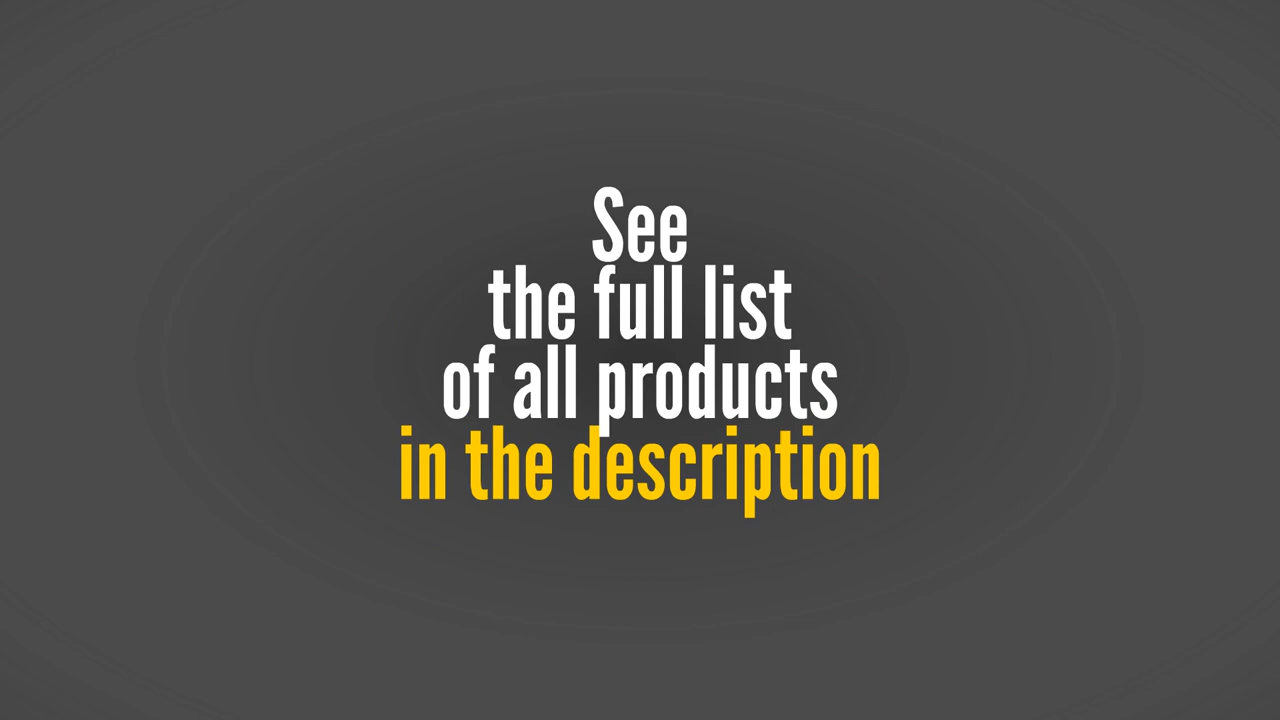 See
the full list
of all products
in the description